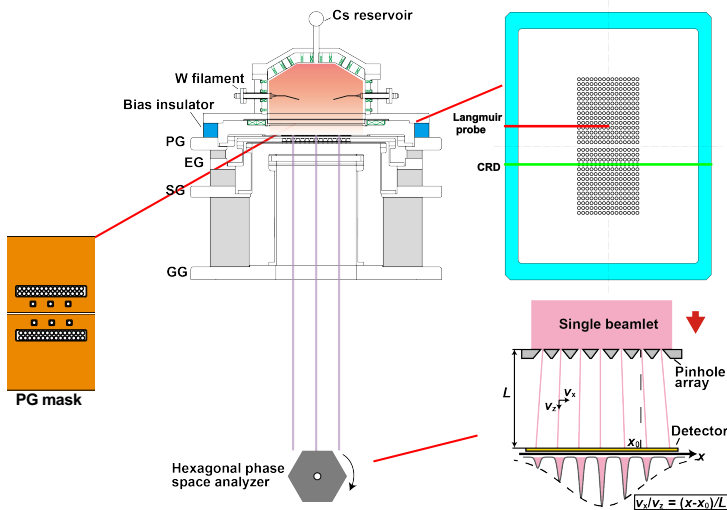 Cs reservoir
W filament
Bias insulator
PG
EG
SG
GG
Langmuir
probe
CRD
PG mask
Hexagonal phase
space analyzer
Single beamlet
Pinhole
array
L
vx
vz
x0
Detector
x
vx/vz = (x-x0)/L